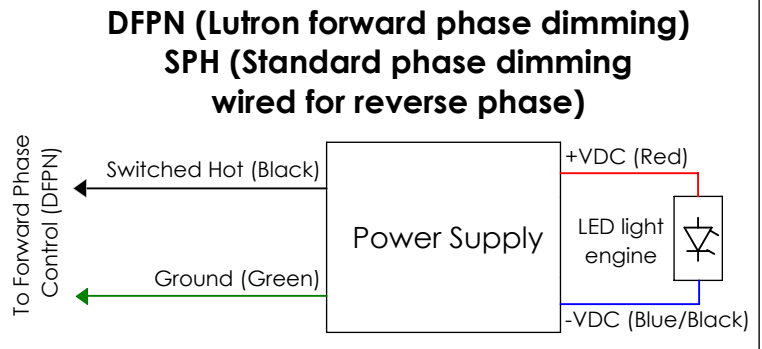 DFPN (Lutron forward phase dimming)
SPH (Standard phase dimming
wired for reverse phase)
To Forward Phase
Control (DFPN)
Switched Hot (Black)
Ground (Green)
Power Supply
+VDC (Red)
LED light
engine
-VDC (Blue/Black)